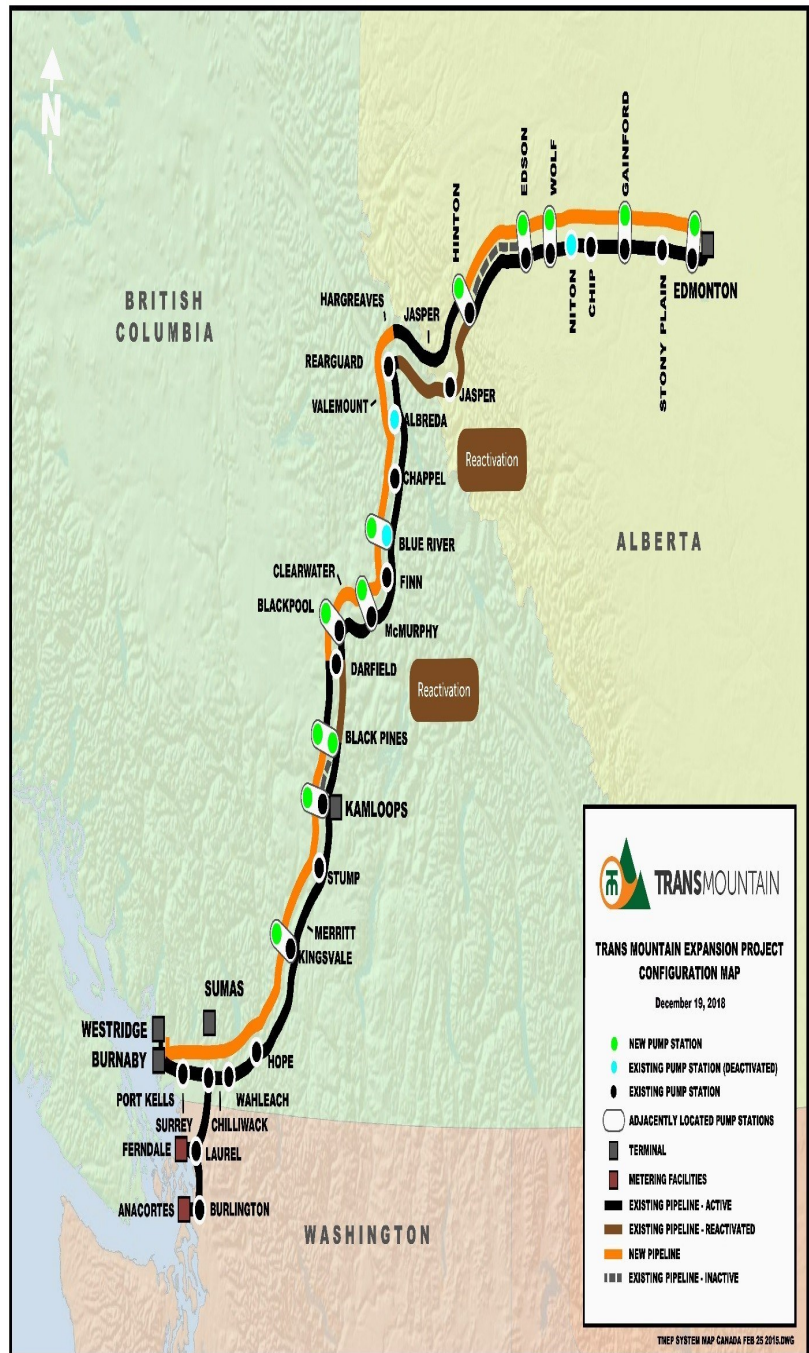 N
EDSON
WOLF
GAINFORD
HINTON
NITON
CHIP
STONY PLAIN
EDMONTON
BRITISH
COLUMBIA
HARGREAVES
JASPER
REARGUARD
JASPER
VALEMOUNT
ALBREDA
Reactivation
CHAPPEL
ALBERTA
BLUE RIVER
CLEARWATER
FINN
BLACKPOOL
McMURPHY
DARFIELD
Reactivation
BLACK PINES
KAMLOOPS
STUMP
MERRITT
KINGSVALE
SUMAS
WESTRIDGE
BURNABY
HOPE
PORT KELLS
WAHLEACH
SURREY
CHILLIWACK
FERNDALE
LAUREL
ANACORTES
BURLINGTON
WASHINGTON
TRANSMOUNTAIN
TRANS MOUNTAIN EXPANSION PROJECT
CONFIGURATION MAP
December 19, 2018
NEW PUMP STATION
EXISTING PUMP STATION (DEACTIVATED)
EXISTING PUMP STATION
ADJACENTLY LOCATED PUMP STATIONS
TERMINAL
METERING FACILITIES
EXISTING PIPELINE - ACTIVE
EXISTING PIPELINE - REACTIVATED
NEW PIPELINE
EXISTING PIPELINE - INACTIVE
TMEP SYSTEM MAP CANADA FEB 25 2015.DWG